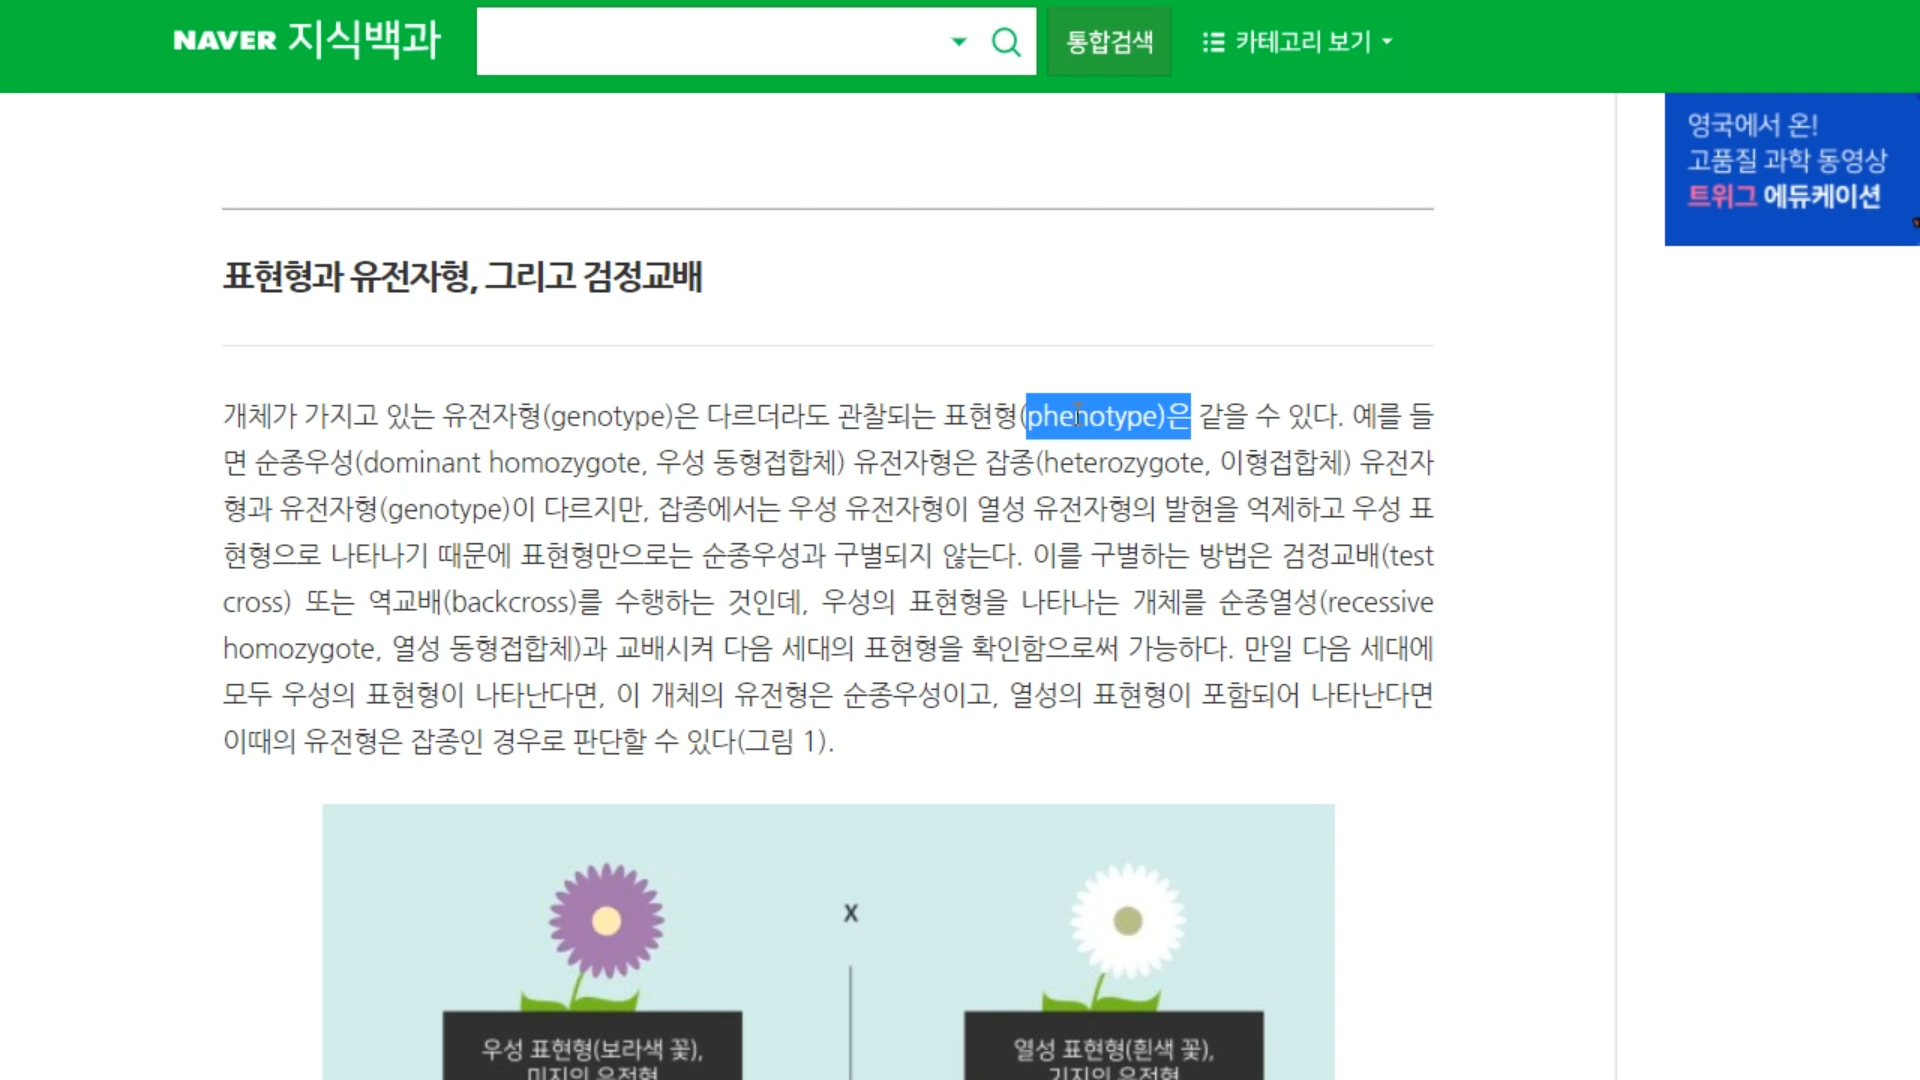 NAVER 지식백과
통합검색
카테고리 보기
영국에서 온!
고품질 과학 동영상
트위그 에듀케이션
표현형과 유전자형, 그리고 검정교배
개체가 가지고 있는 유전자형(genotype)은 다르더라도 관찰되는 표현형(phenotype)은 같을 수 있다. 예를 들
면 순종우성(dominant homozygote, 우성 동형접합체) 유전자형은 잡종(heterozygote, 이형접합체) 유전자
형과 유전자형(genotype)이 다르지만, 잡종에서는 우성 유전자형이 열성 유전자형의 발현을 억제하고 우성 표
현형으로 나타나기 때문에 표현형만으로는 순종우성과 구별되지 않는다. 이를 구별하는 방법은 검정교배(test
cross) 또는 역교배(backcross)를 수행하는 것인데, 우성의 표현형을 나타나는 개체를 순종열성(recessive
homozygote, 열성 동형접합체)과 교배시켜 다음 세대의 표현형을 확인함으로써 가능하다. 만일 다음 세대에
모두 우성의 표현형이 나타난다면, 이 개체의 유전형은 순종우성이고, 열성의 표현형이 포함되어 나타난다면
이때의 유전형은 잡종인 경우로 판단할 수 있다(그림 1).
x
우성 표현형(보라색 꽃),
미지의 유전형
열성 표현형(흰색 꽃),
기지의 유전형